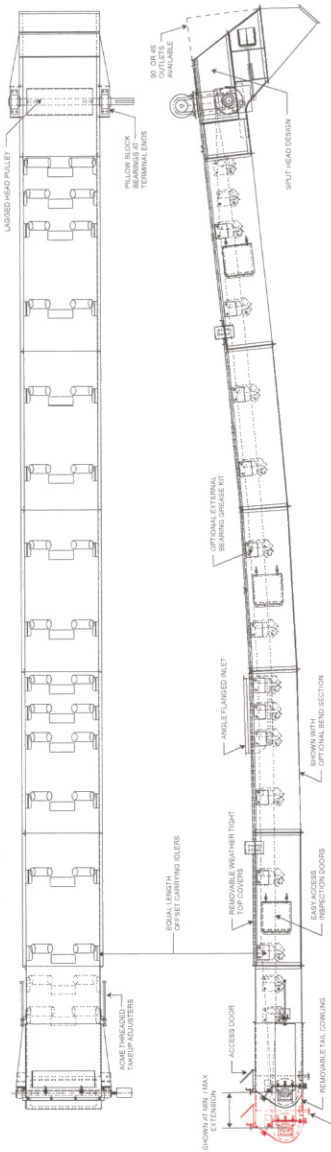 LAGGED HEAD PULLEY
PILLOW BLOCK
BEARINGS AT
TERMINAL ENDS
ACME THREADED
TAKEUP ADJUSTERS
EQUAL LENGTH
OFFSET CARRYING IDLERS
90 OR 45
OUTLETS
AVAILABLE
SPLIT HEAD DESIGN
OPTIONAL EXTERNAL
BEARING GREASE KIT
ANGLE FLANGED INLET
SHOWN WITH
OPTIONAL BEND SECTION
REMOVABLE WEATHER TIGHT
TOP COVERS
EASY ACCESS
INSPECTION DOORS
ACCESS DOOR
SHOWN AT MIN / MAX
EXTENSION
REMOVABLE TAIL COWLING